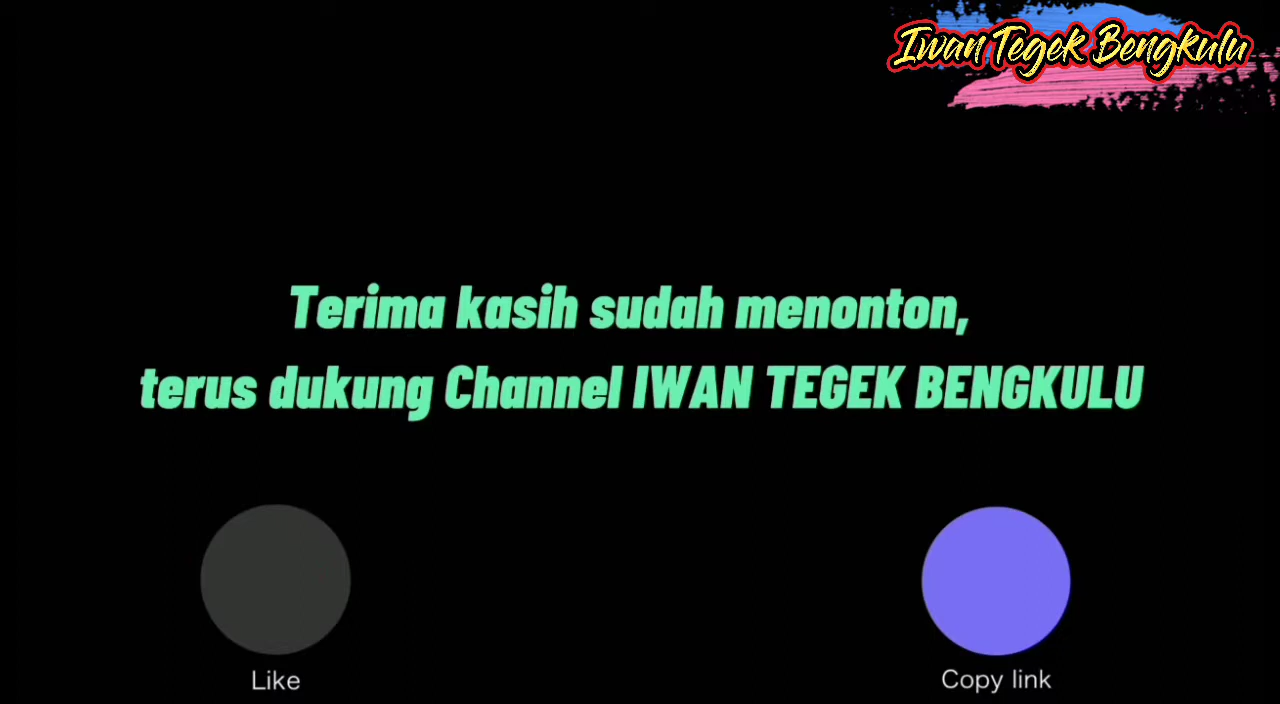 Iwan Tegek Bengkulu
Terima kasih sudah menonton,
terus dukung Channel IWAN TEGEK BENGKULU
Like
Copy link